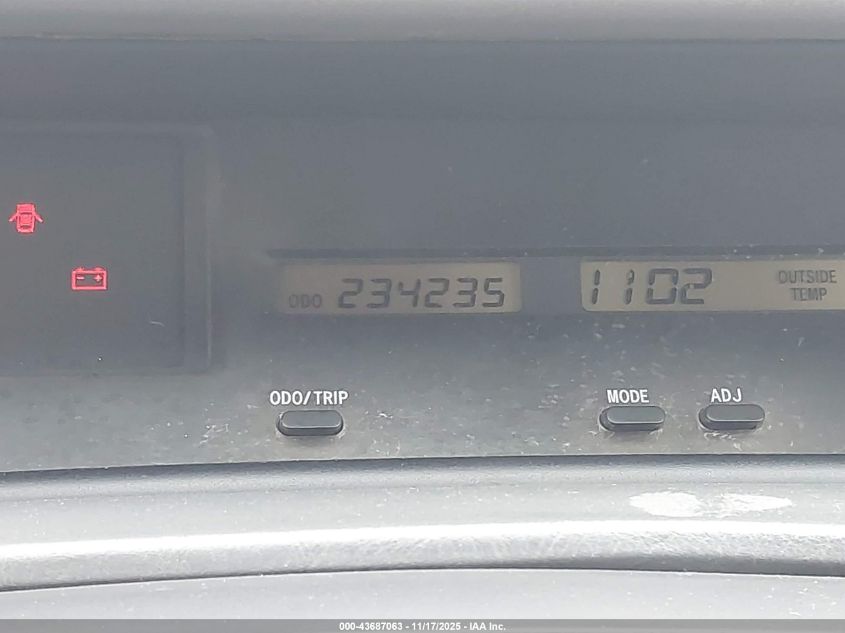 ODO 234235
1102 OUTSIDE
TEMP
ODO/TRIP MODE ADJ
000-43687063 - 11/17/2025 - IAA Inc.